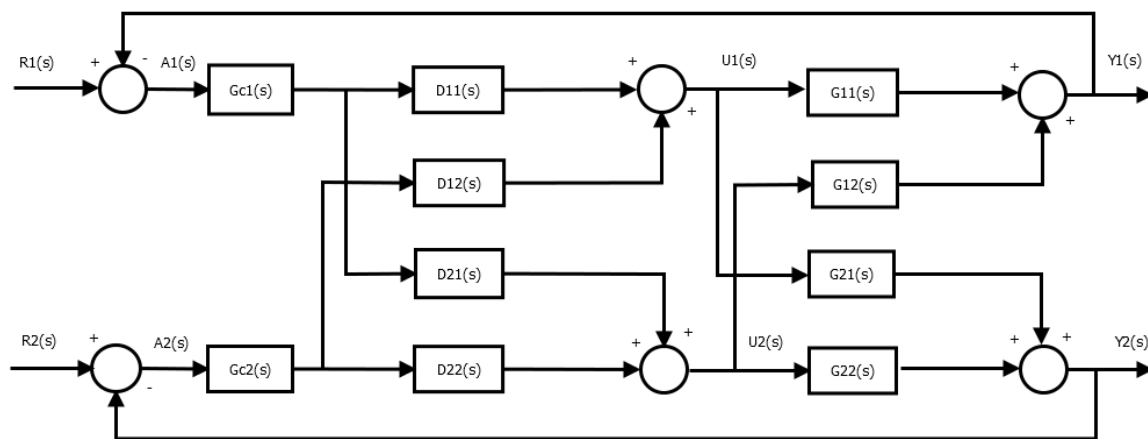 R1(s)
+
-
A1(s)
Gc1(s)
D11(s)
+
+
U1(s)
G11(s)
+
+
Y1(s)
D12(s)
G12(s)
D21(s)
G21(s)
R2(s)
+
-
A2(s)
Gc2(s)
D22(s)
+
+
U2(s)
G22(s)
+
+
Y2(s)